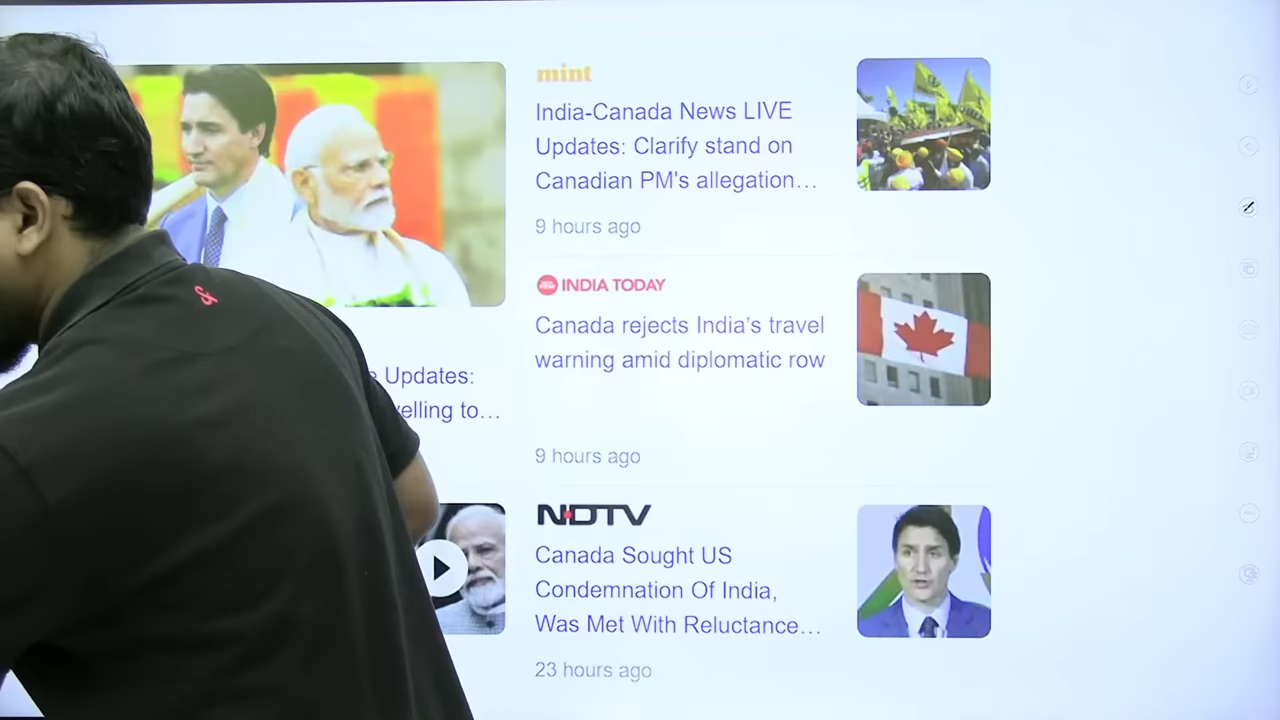 mint
India-Canada News LIVE
Updates: Clarify stand on
Canadian PM's allegation…
9 hours ago
INDIA TODAY
Canada rejects India's travel
warning amid diplomatic row
9 hours ago
Updates:
velling to…
NDTV
Canada Sought US
Condemnation Of India,
Was Met With Reluctance…
23 hours ago